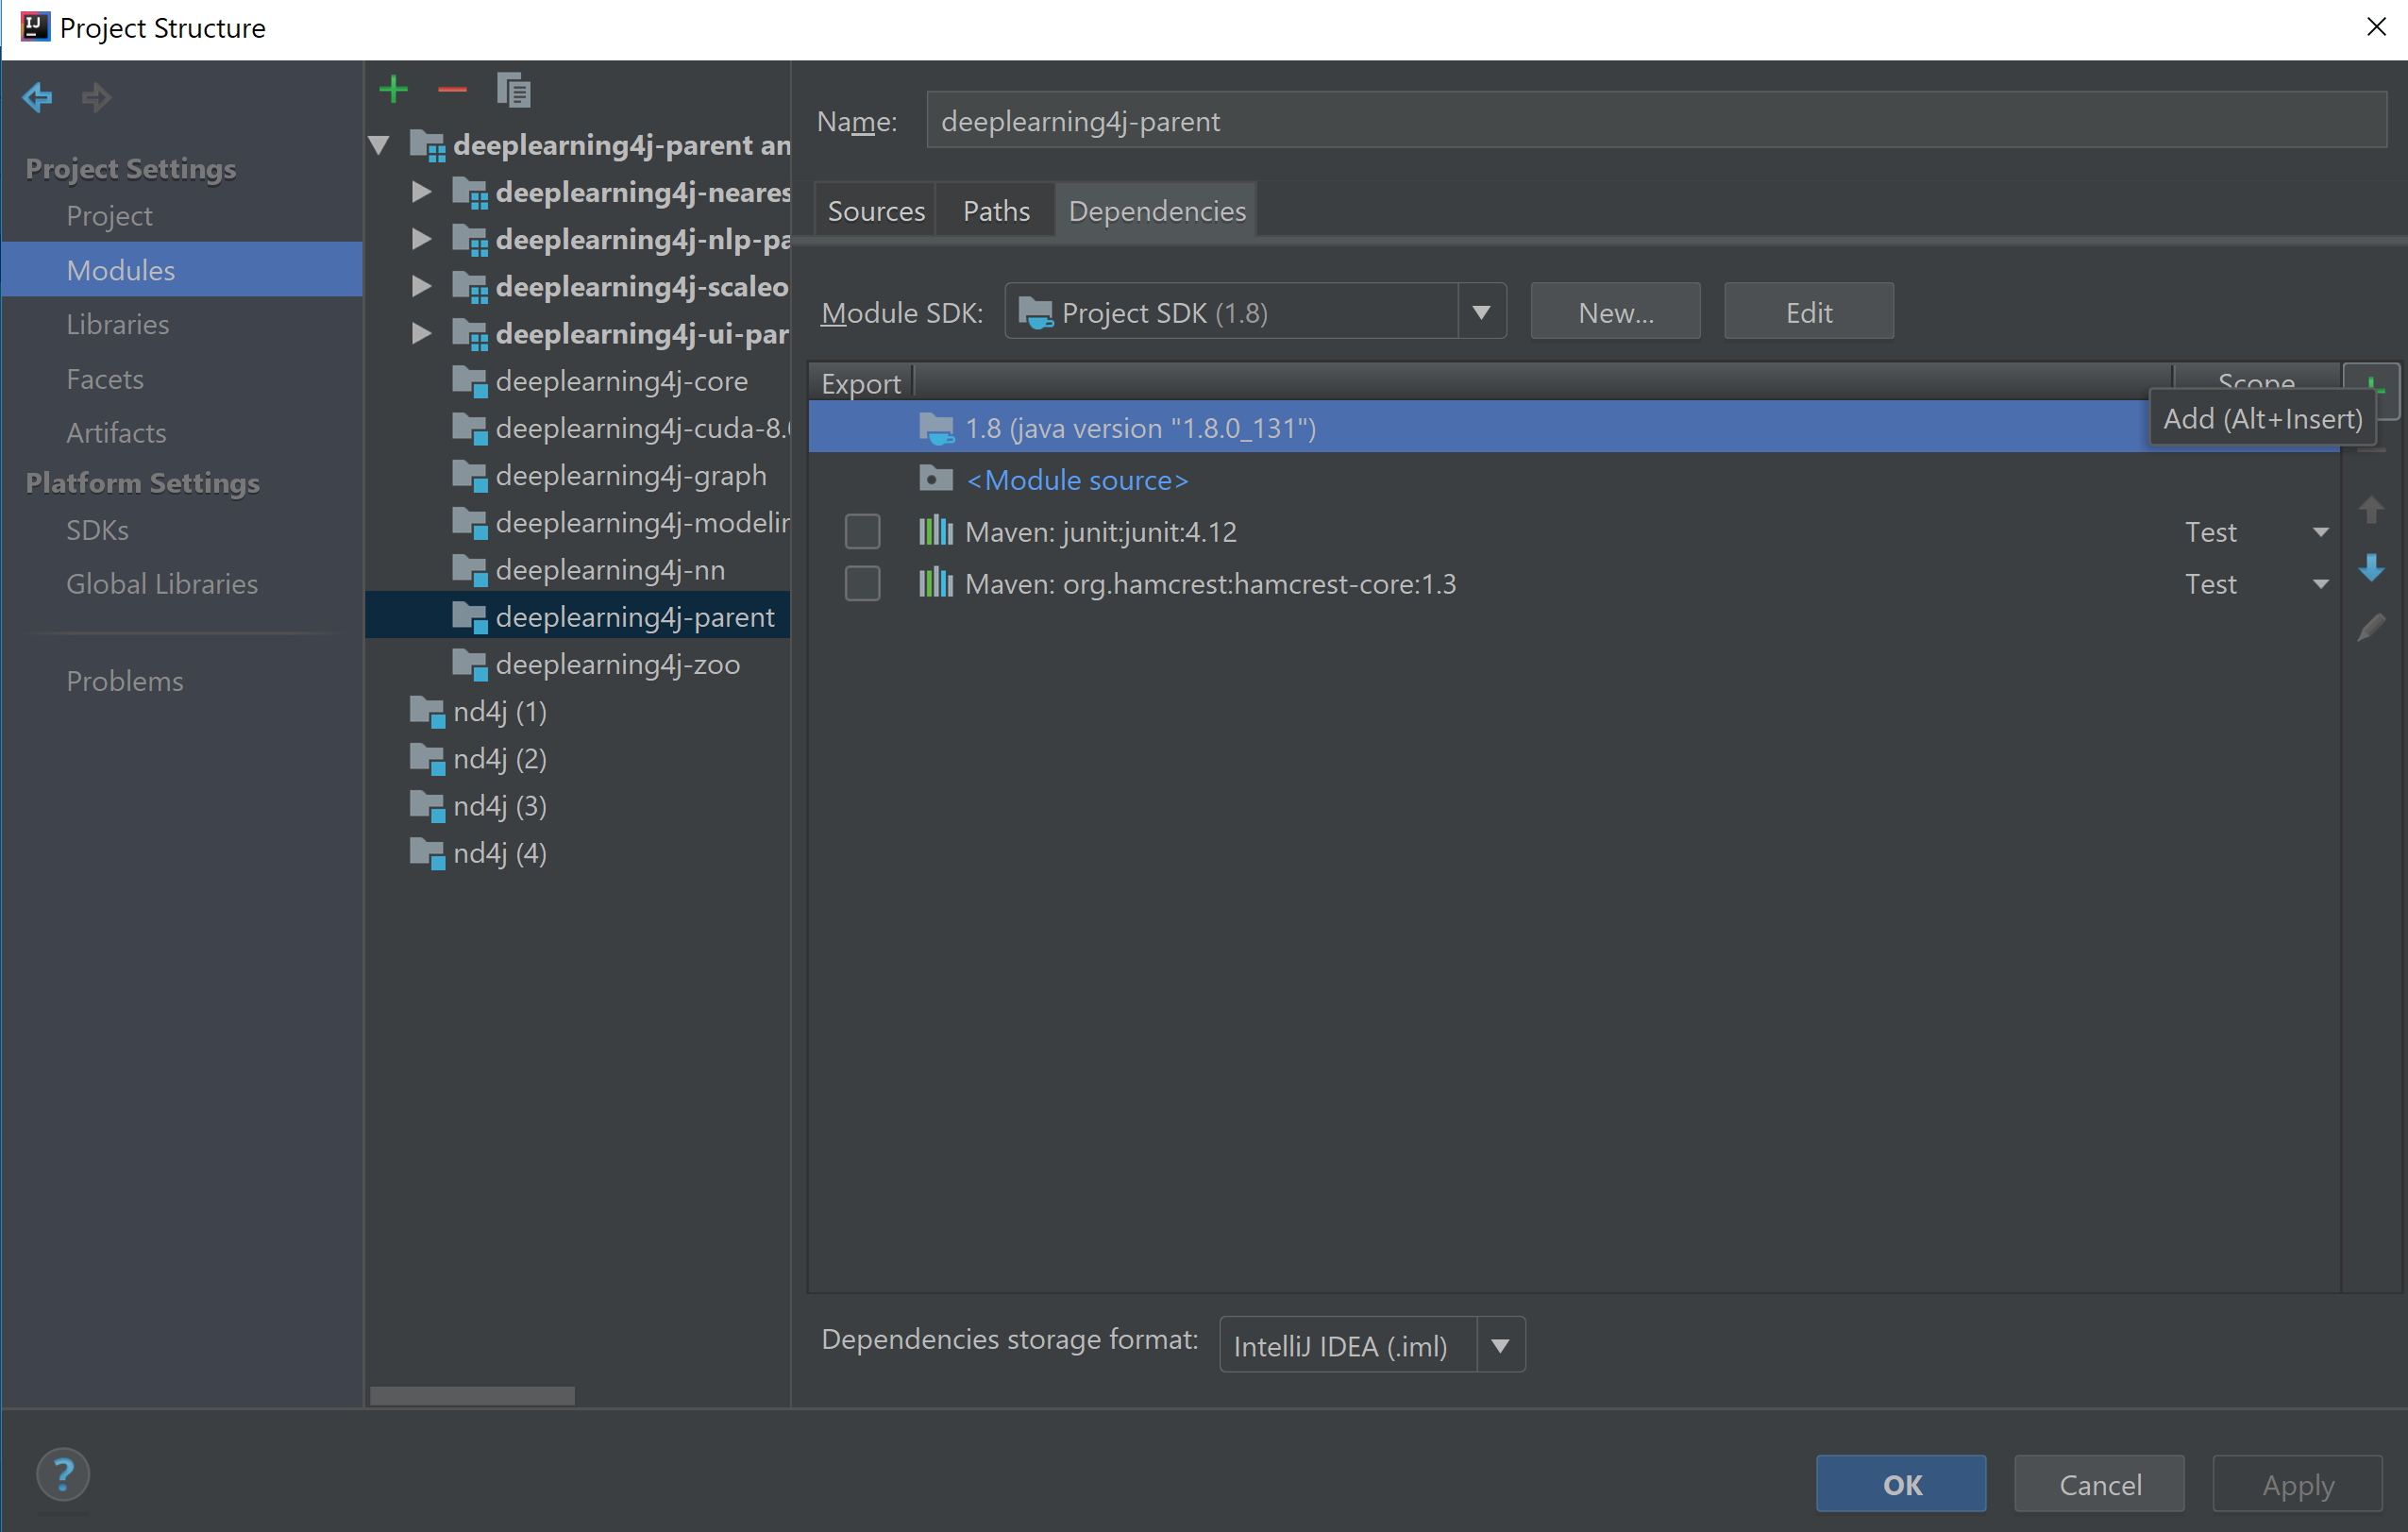 Project Structure
Project Settings
Project
Modules
Libraries
Facets
Artifacts
Platform Settings
SDKs
Global Libraries
Problems
deeplearning4j-parent an
deeplearning4j-neares
deeplearning4j-nlp-pa
deeplearning4j-scaleo
deeplearning4j-ui-par
deeplearning4j-core
deeplearning4j-cuda-8.
deeplearning4j-graph
deeplearning4j-modelin
deeplearning4j-nn
deeplearning4j-parent
deeplearning4j-zoo
nd4j (1)
nd4j (2)
nd4j (3)
nd4j (4)
Name: deeplearning4j-parent
Sources Paths Dependencies
Module SDK: Project SDK (1.8) New... Edit
Export Scope
Add (Alt+Insert)
1.8 (java version "1.8.0_131")
<Module source>
Maven: junit:junit:4.12 Test
Maven: org.hamcrest:hamcrest-core:1.3 Test
Dependencies storage format: IntelliJ IDEA (.iml)
? OK Cancel Apply